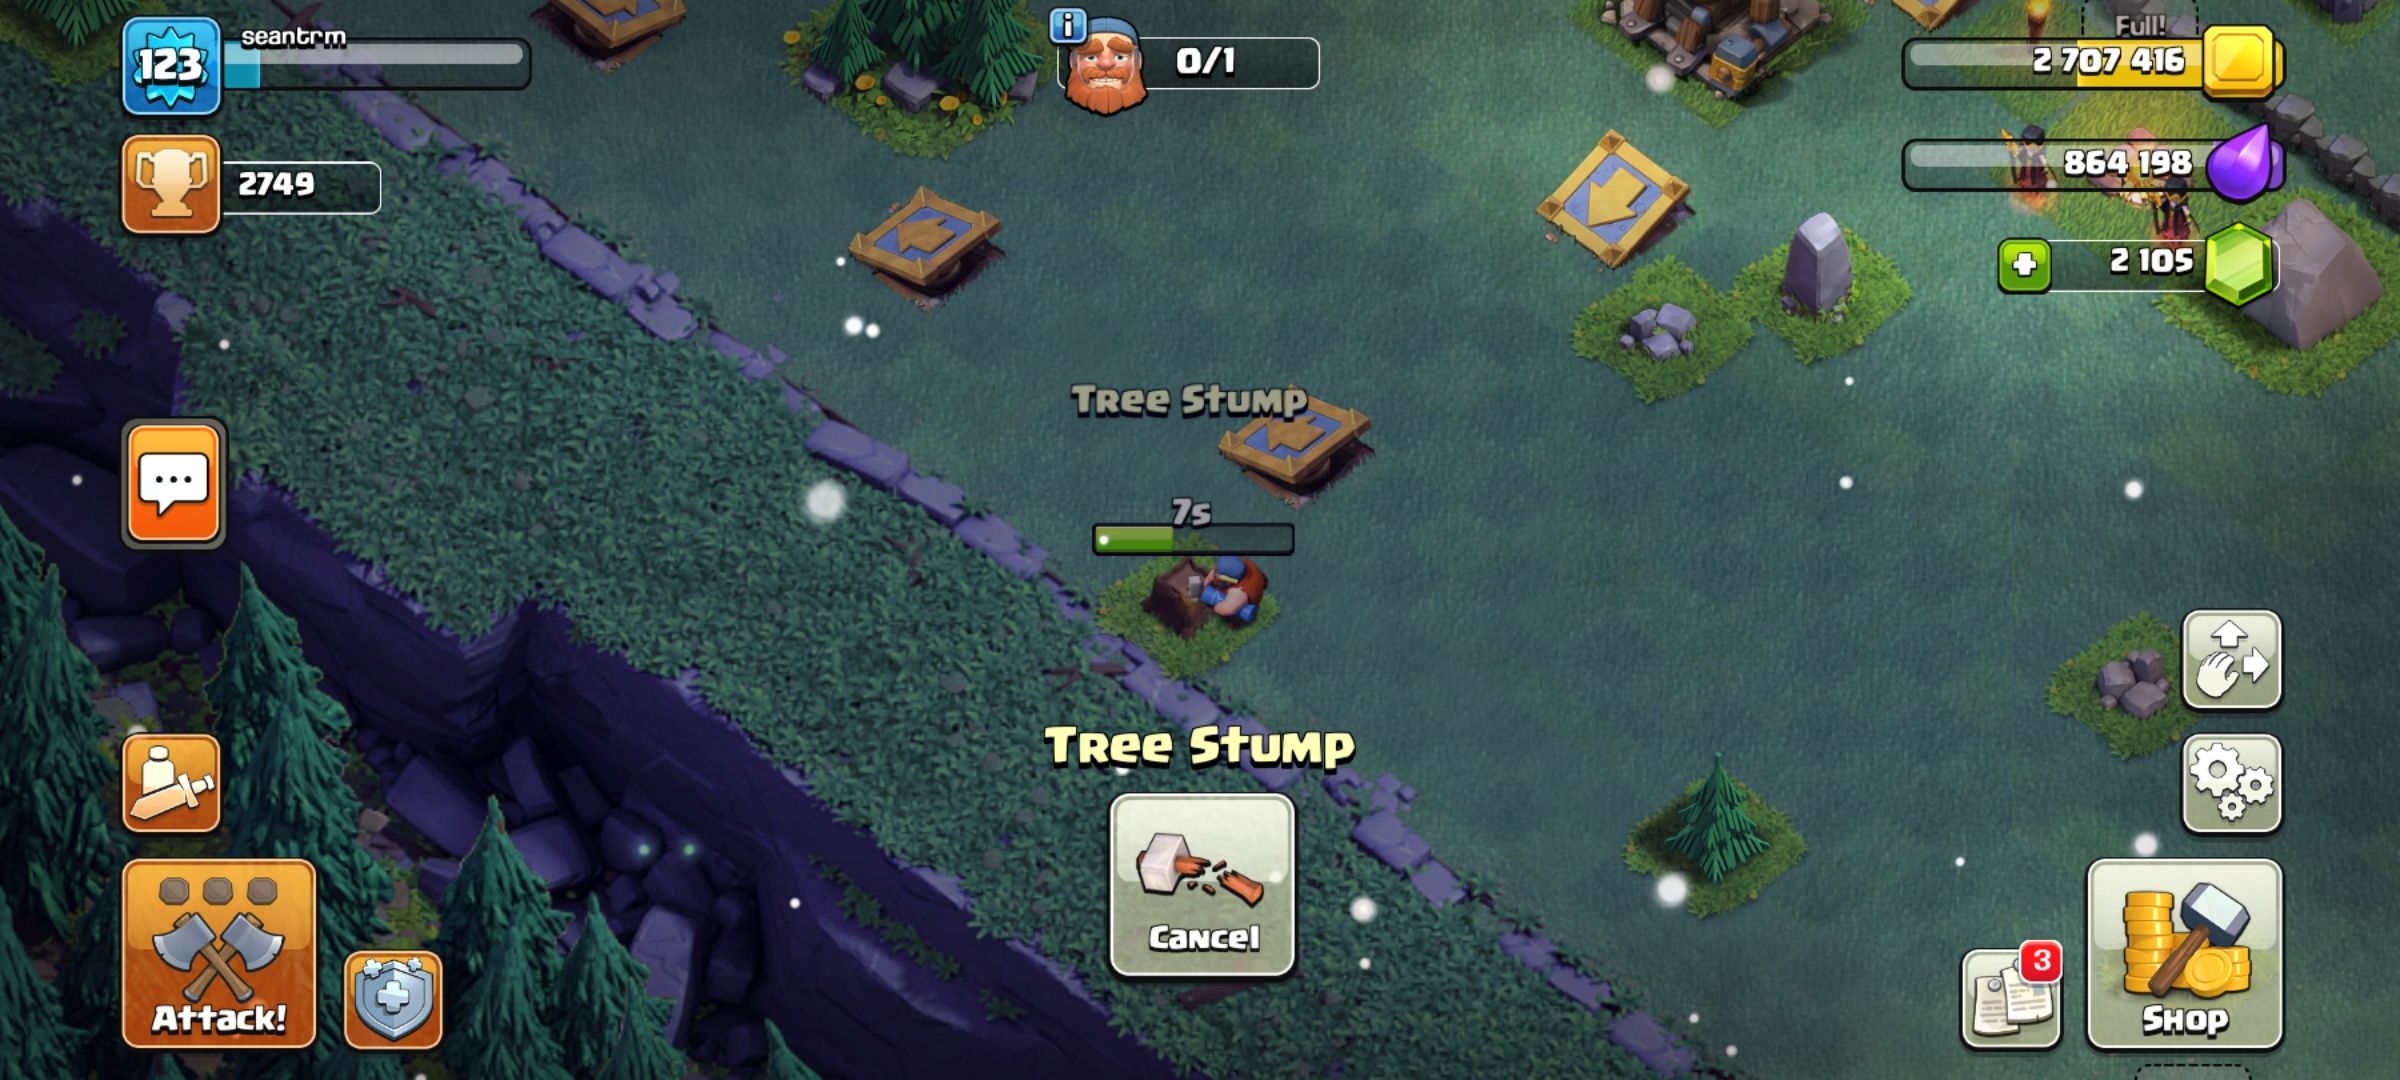 123
seantrm
i
0/1
Full!
2 707 416
2749
864 198
2 105
Tree Stump
7s
Tree Stump
Cancel
Attack!
3
Shop